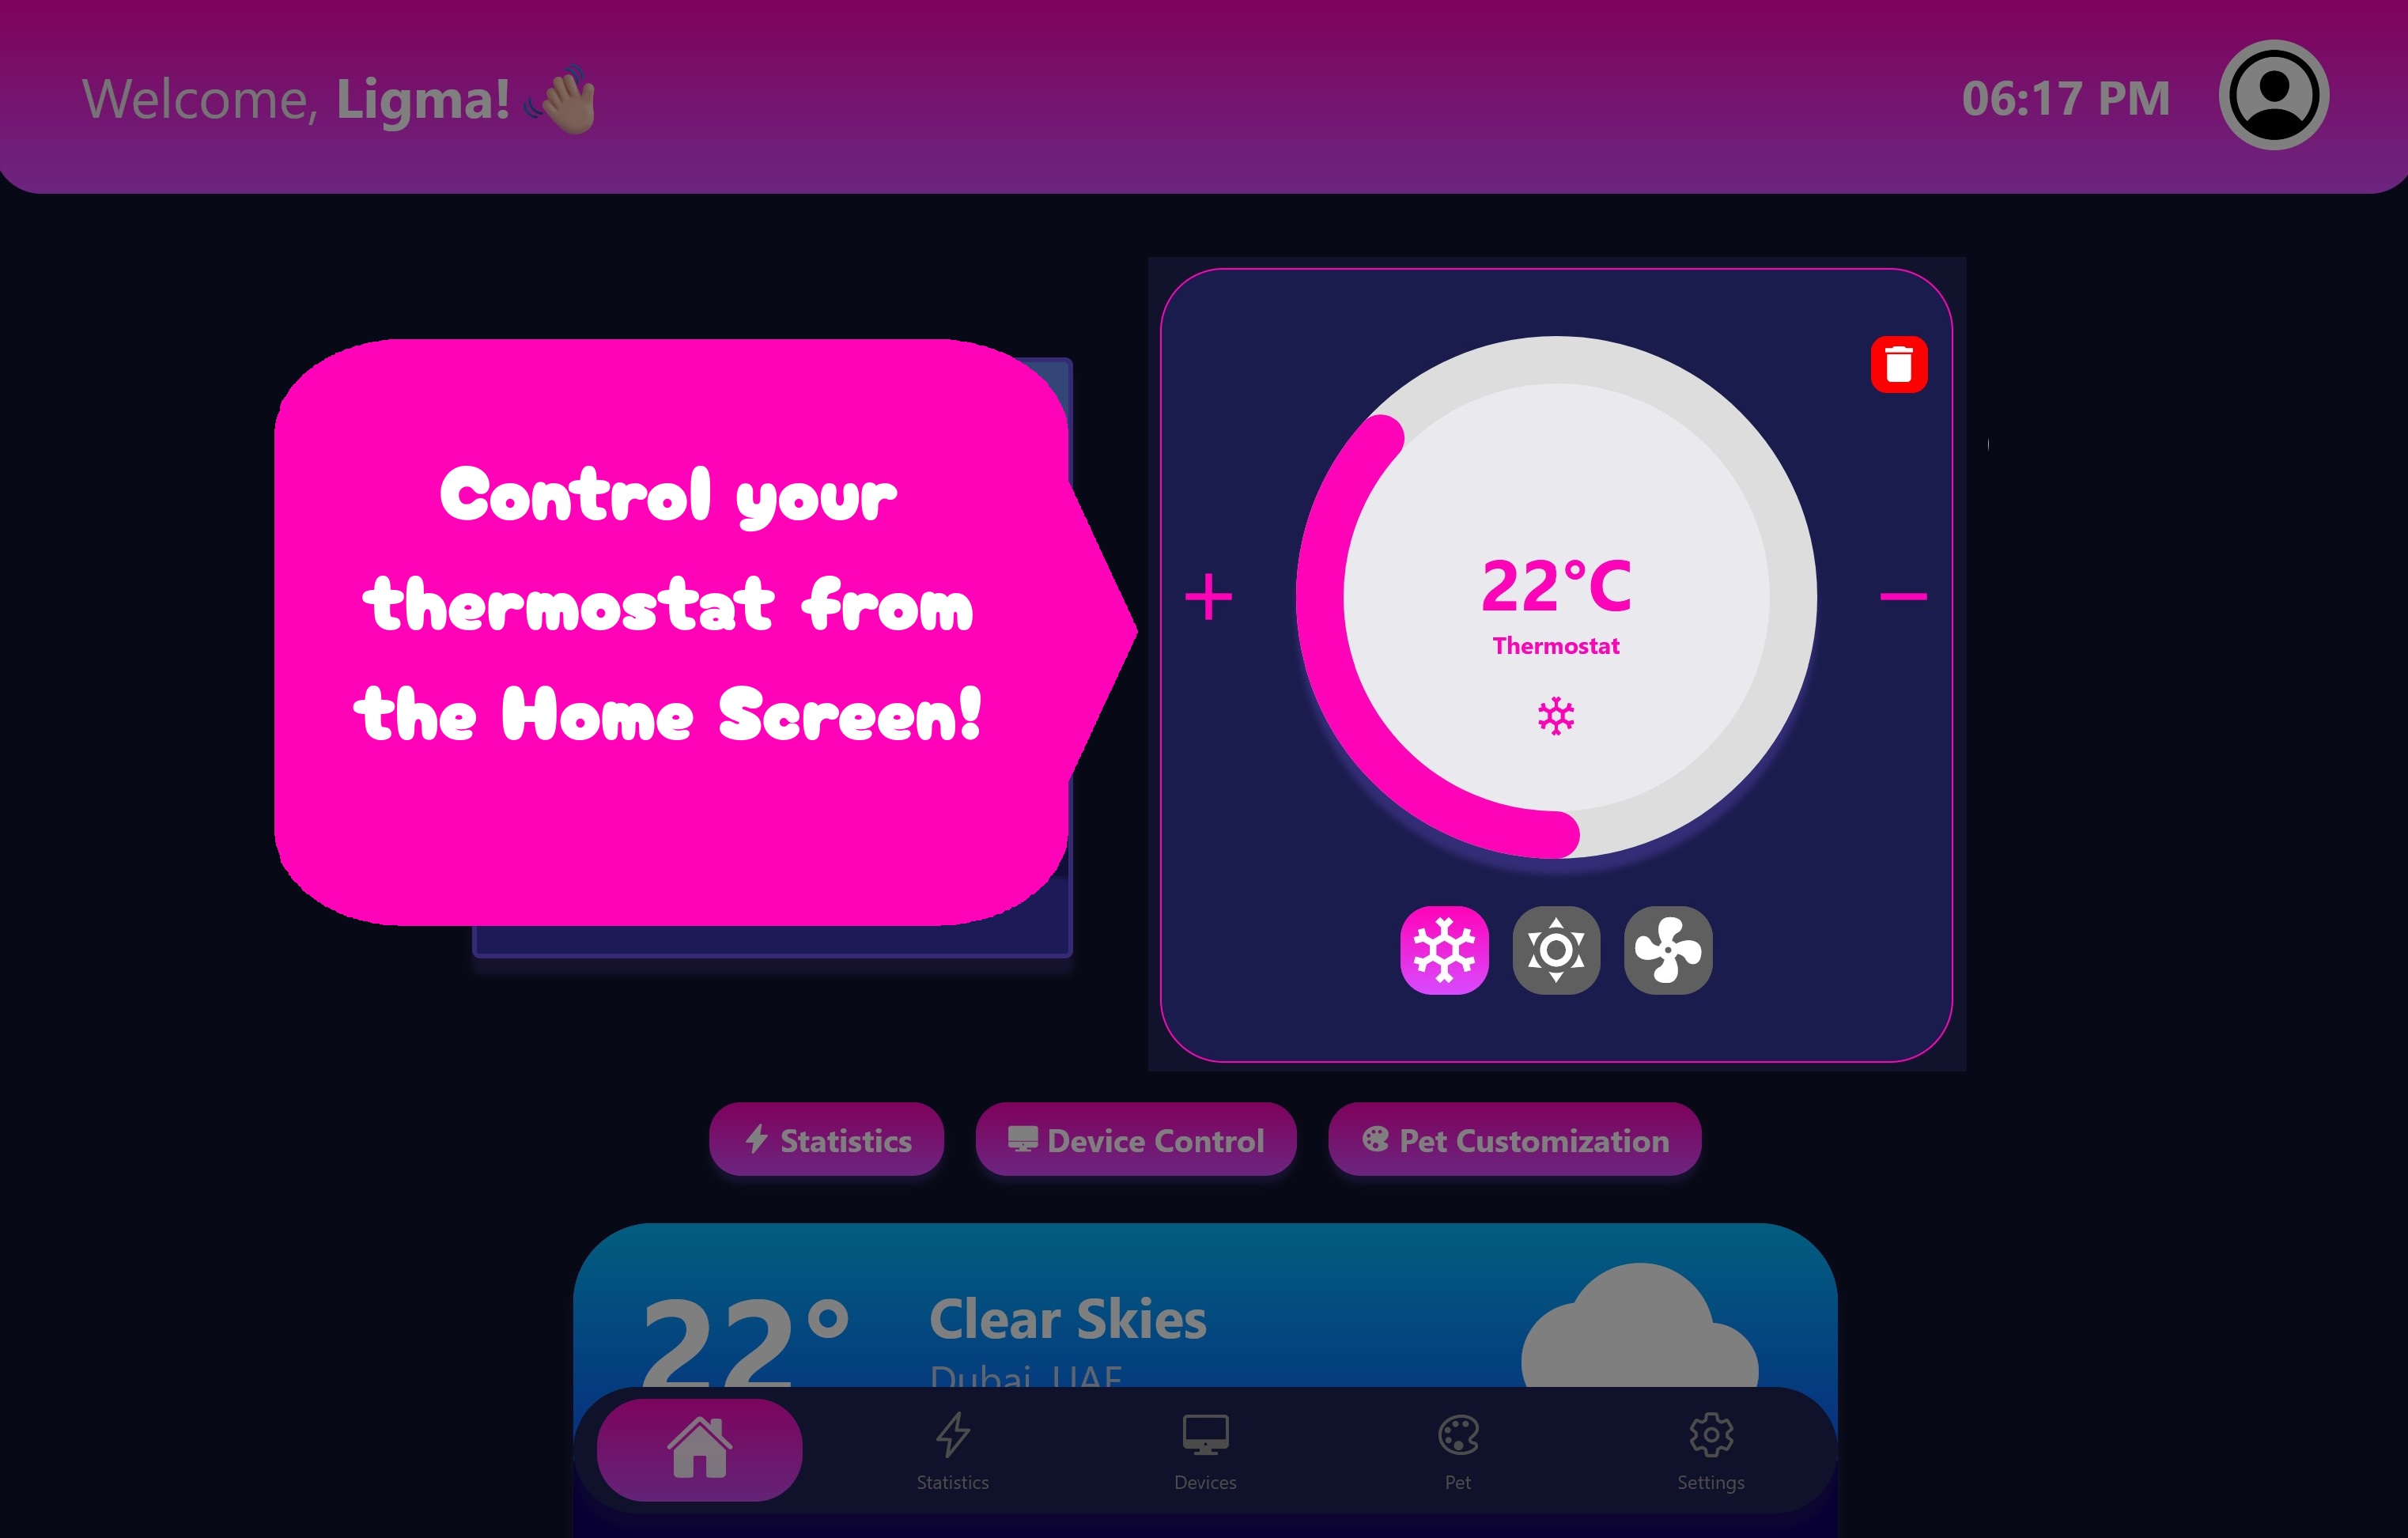 Welcome, Ligma! 👋🏽
06:17 PM
Control your
thermostat from
the Home Screen!
+
22°C
−
Thermostat
Statistics
Device Control
Pet Customization
22°
Clear Skies
Dubai, UAE
Statistics
Devices
Pet
Settings